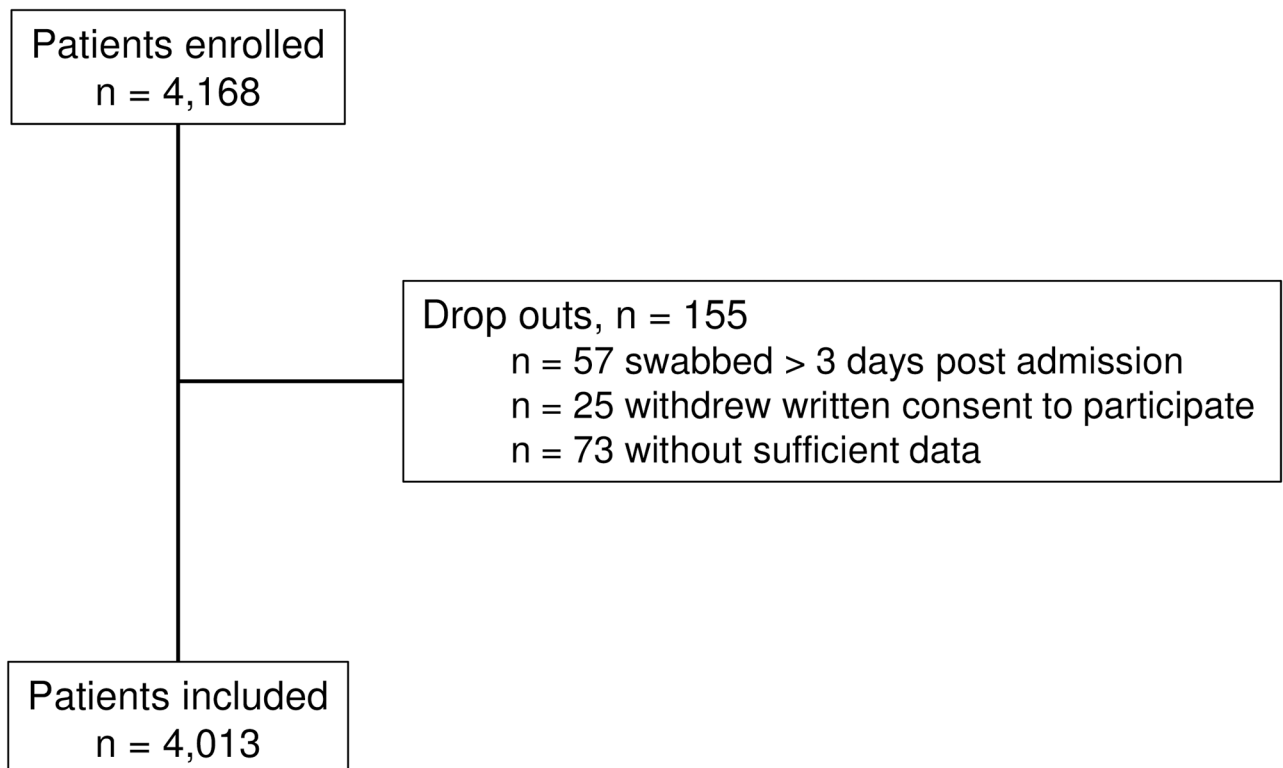 Patients enrolled
n = 4,168
Drop outs, n = 155
n = 57 swabbed > 3 days post admission
n = 25 withdrew written consent to participate
n = 73 without sufficient data
Patients included
n = 4,013